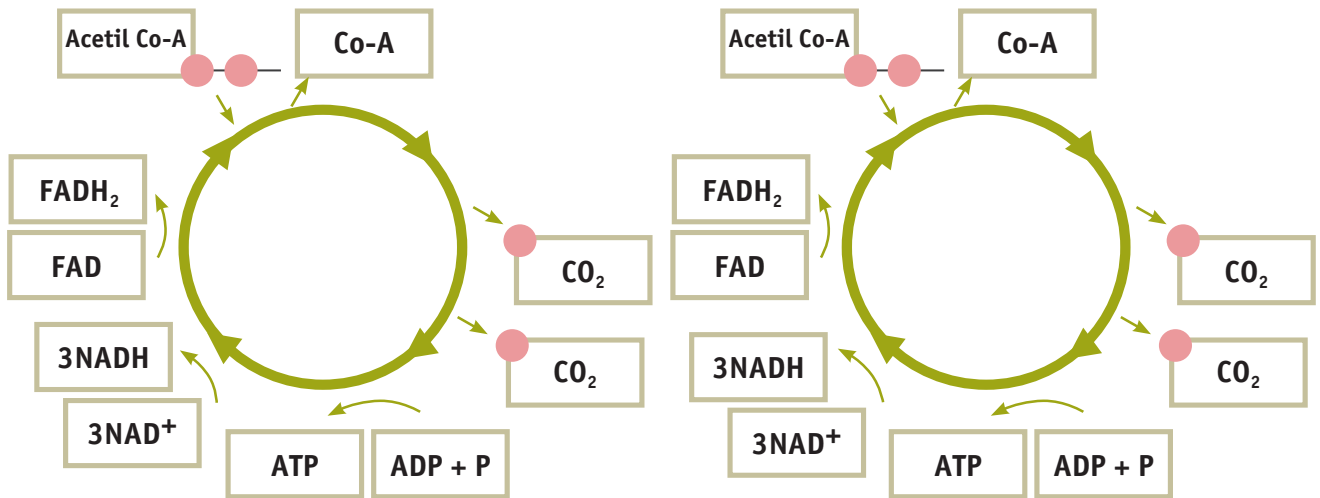 Acetil Co-A
Co-A
FADH₂
FAD
3NADH
3NAD⁺
ATP
ADP + P
CO₂
CO₂
Acetil Co-A
Co-A
FADH₂
FAD
3NADH
3NAD⁺
ATP
ADP + P
CO₂
CO₂